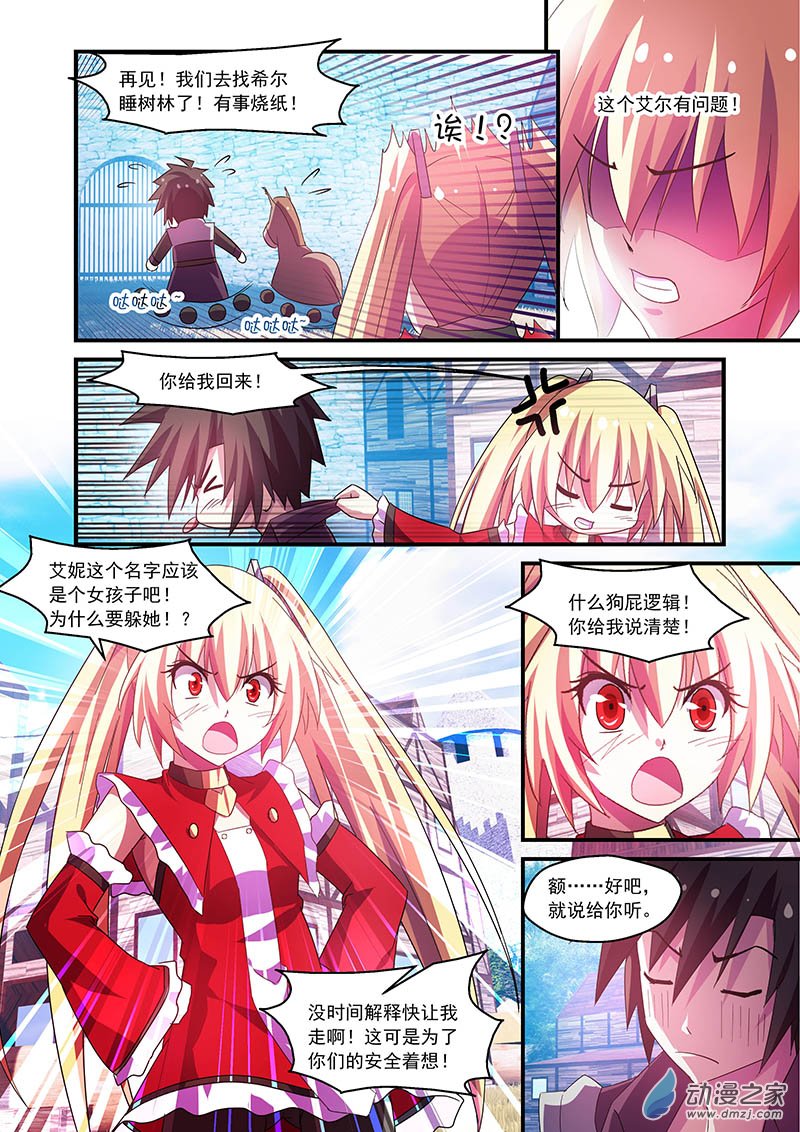 再见！我们去找希尔
睡树林了！有事烧纸！
诶！？
哒哒哒~
哒哒哒~
这个艾尔有问题！
你给我回来！
艾妮这个名字应该
是个女孩子吧！
为什么要躲她！？
没时间解释快让我
走啊！这可是为了
你们的安全着想！
什么狗屁逻辑！
你给我说清楚！
额……好吧，
就说给你听。
动漫之家
www.dmzj.com